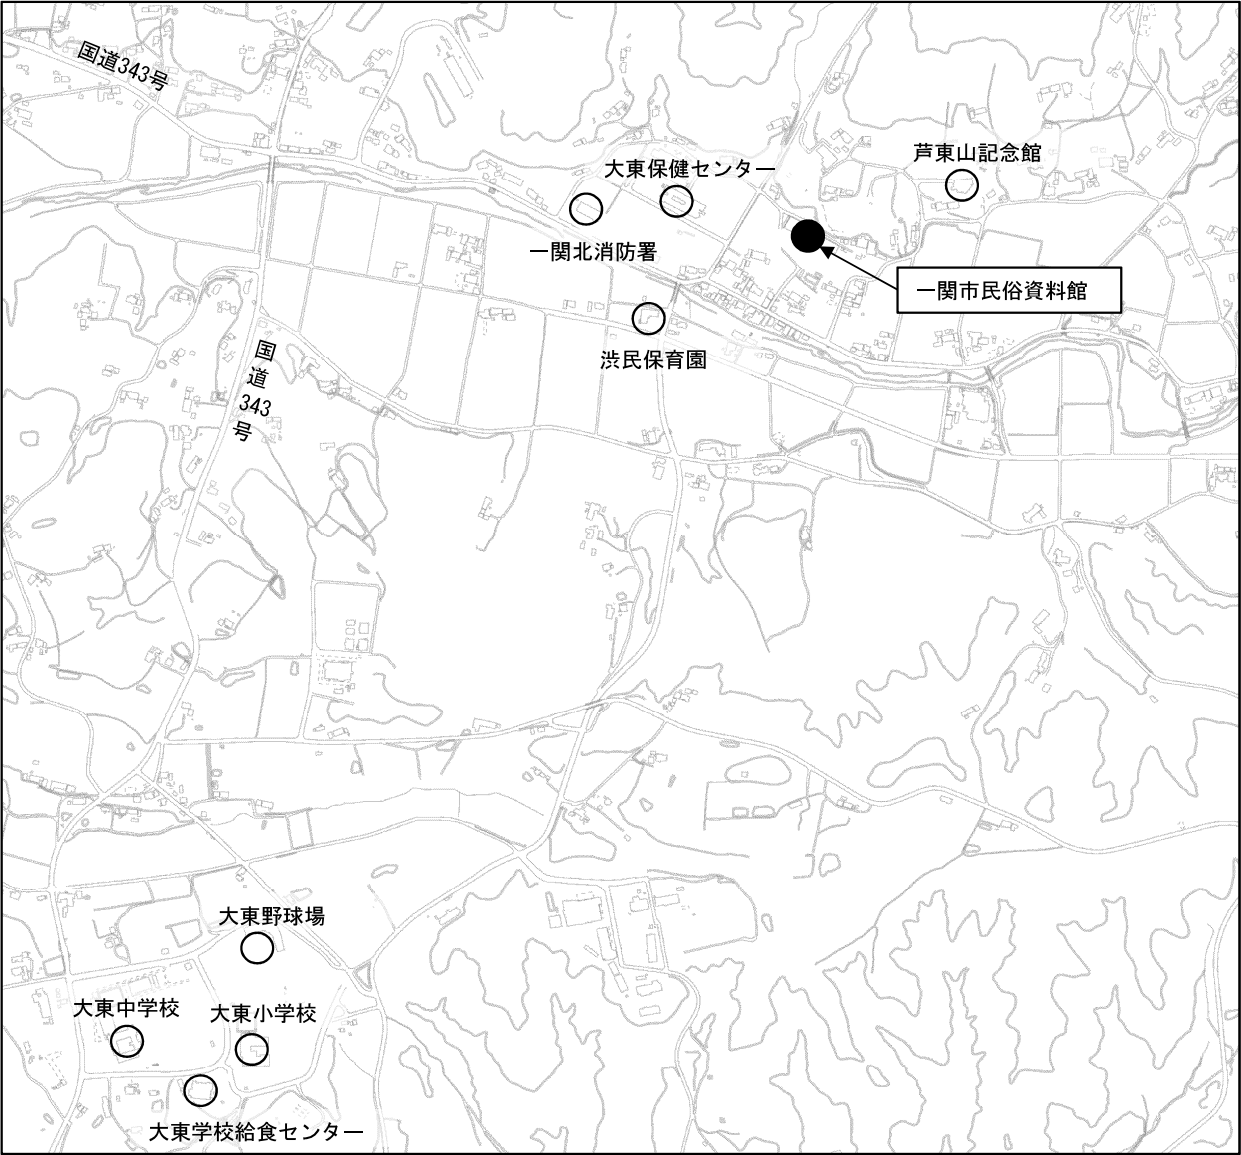 国道343号
芦東山記念館
大東保健センター
一関北消防署
一関市民俗資料館
渋民保育園
国道343号
大東野球場
大東中学校
大東小学校
大東学校給食センター